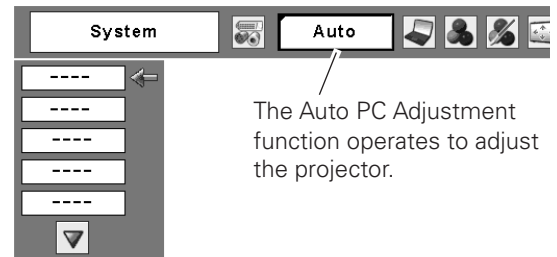 System
Auto
----
----
----
----
----
The Auto PC Adjustment
function operates to adjust
the projector.